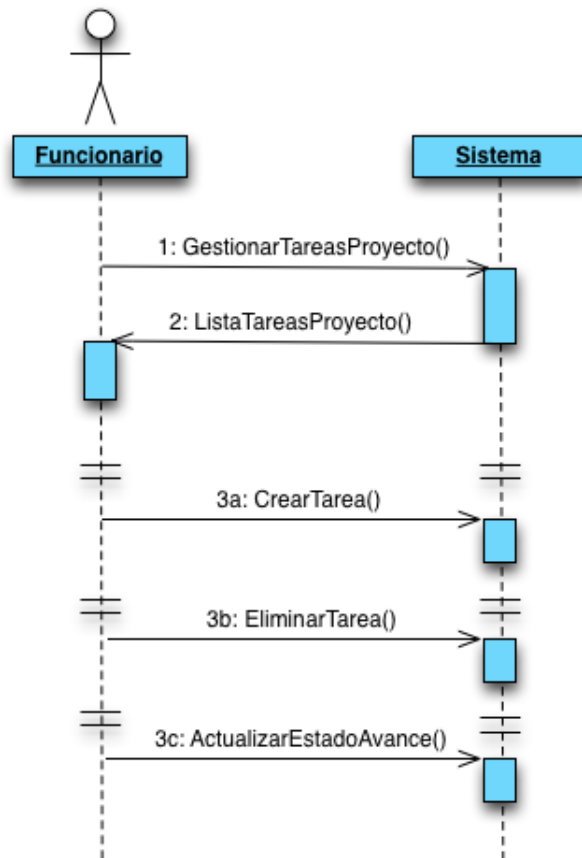 Funcionario
Sistema
1: GestionarTareasProyecto()
2: ListaTareasProyecto()
3a: CrearTarea()
3b: EliminarTarea()
3c: ActualizarEstadoAvance()